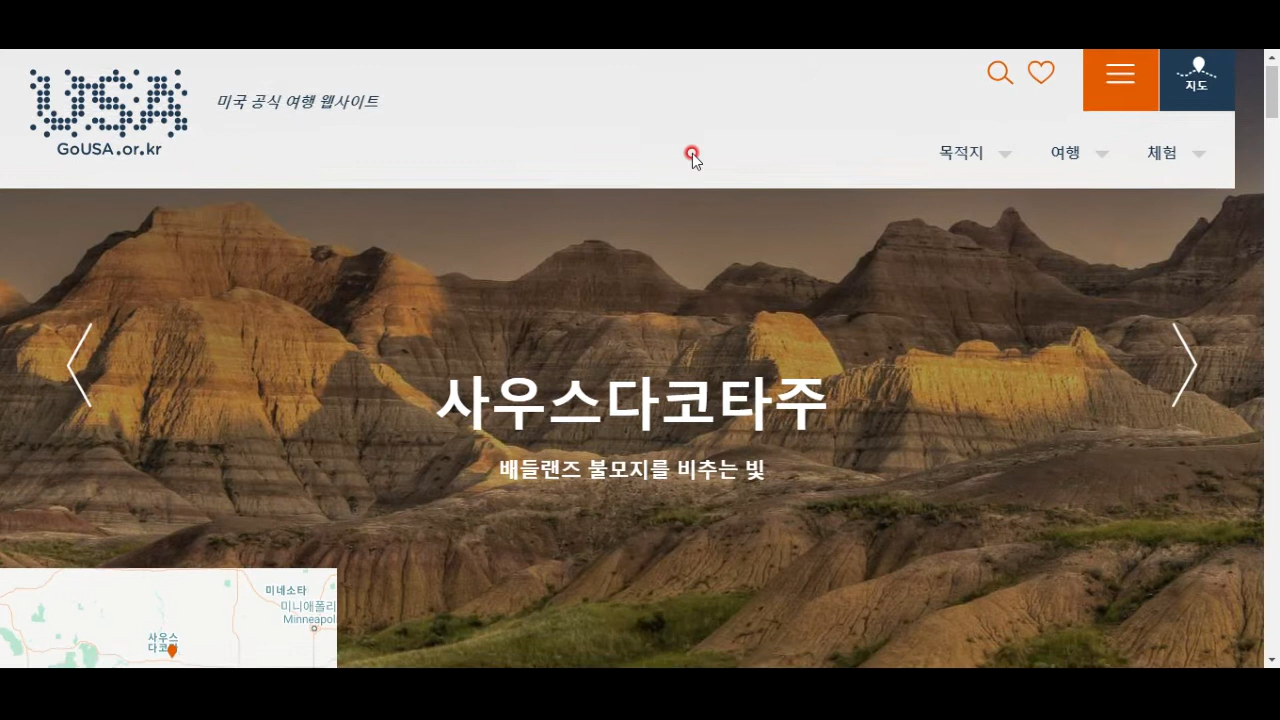 USA
GoUSA.or.kr
미국 공식 여행 웹사이트
지도
목적지
여행
체험
사우스다코타주
배들랜즈 불모지를 비추는 빛
미네소타
미니애폴리
Minneapol
사우스
다코